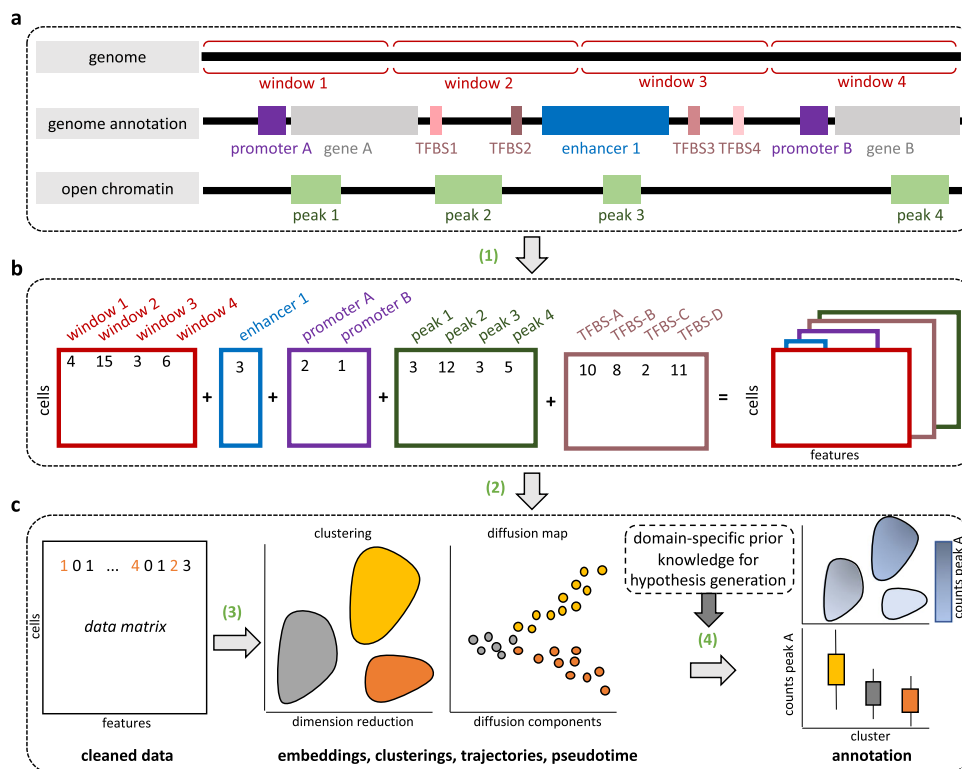 a
genome
window 1 window 2 window 3 window 4
genome annotation
promoter A gene A TFBS1 TFBS2 enhancer 1 TFBS3 TFBS4 promoter B gene B
open chromatin
peak 1 peak 2 peak 3 peak 4
(1)
b
window 1 window 2 window 3 window 4 enhancer 1 promoter A promoter B peak 1 peak 2 peak 3 peak 4 TFBS-A TFBS-B TFBS-C TFBS-D
4 15 3 6 3 2 1 3 12 3 5 10 8 2 11
cells + + + + = cells
features
(2)
c
clustering
diffusion map
domain-specific prior
knowledge for
hypothesis generation
counts peak A
1 0 1 ... 4 0 1 2 3
cells
data matrix
(3)
(4)
counts peak A
features
dimension reduction
diffusion components
cluster
cleaned data
embeddings, clusterings, trajectories, pseudotime
annotation